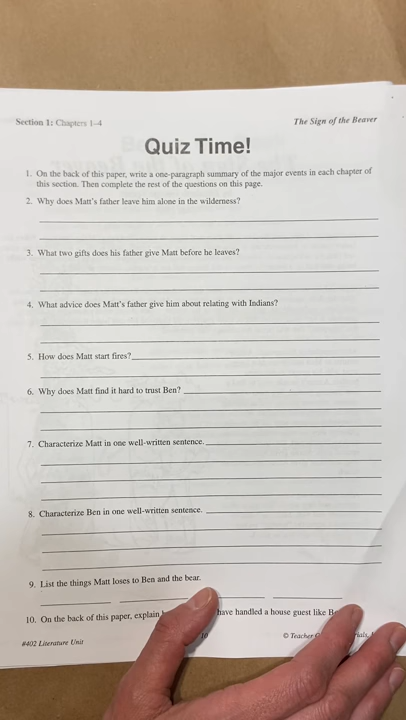 Section 1: Chapters 1-4
The Sign of the Beaver
Quiz Time!
1. On the back of this paper, write a one-paragraph summary of the major events in each chapter of
this section. Then complete the rest of the questions on this page.
2. Why does Matt's father leave him alone in the wilderness?
3. What two gifts does his father give Matt before he leaves?
4. What advice does Matt's father give him about relating with Indians?
5. How does Matt start fires?
6. Why does Matt find it hard to trust Ben?
7. Characterize Matt in one well-written sentence.
8. Characterize Ben in one well-written sentence.
9. List the things Matt loses to Ben and the bear.
10. On the back of this paper, explain have handled a house guest like
#402 Literature Unit
10
© Teacher